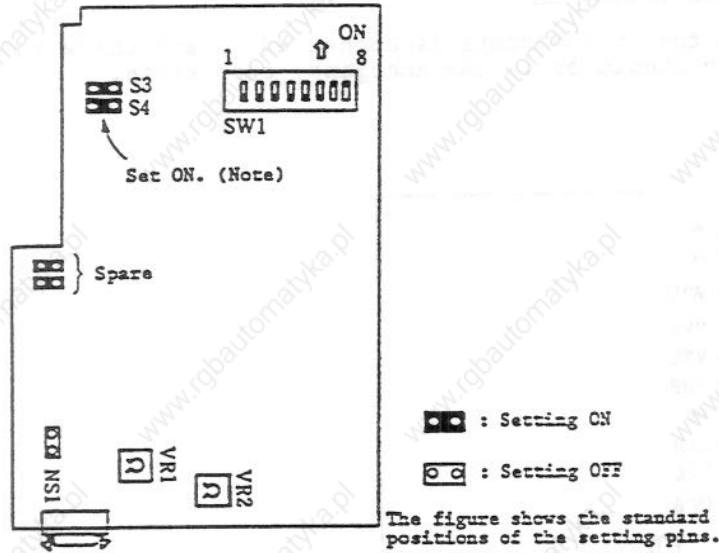 ON
1 8
S3
S4
SW1
Set ON. (Note)
Spare
: Setting ON
: Setting OFF
NS1
VR1
VR2
The figure shows the standard
positions of the setting pins.
www.rgbautomatyka.pl